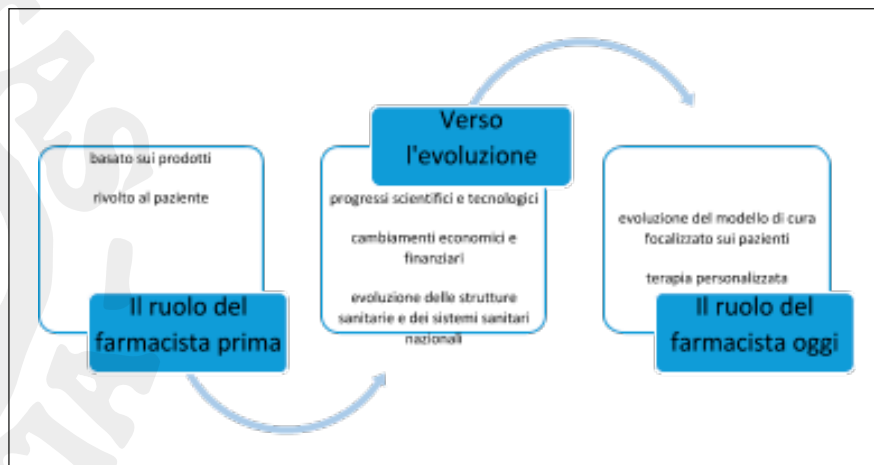 basato sui prodotti
rivolto al paziente
Il ruolo del
farmacista prima
Verso
l'evoluzione
progressi scientifici e tecnologici
cambiamenti economici e
finanziari
evoluzione delle strutture
sanitarie e dei sistemi sanitari
nazionali
evoluzione del modello di cura
focalizzato sui pazienti
terapia personalizzata
Il ruolo del
farmacista oggi